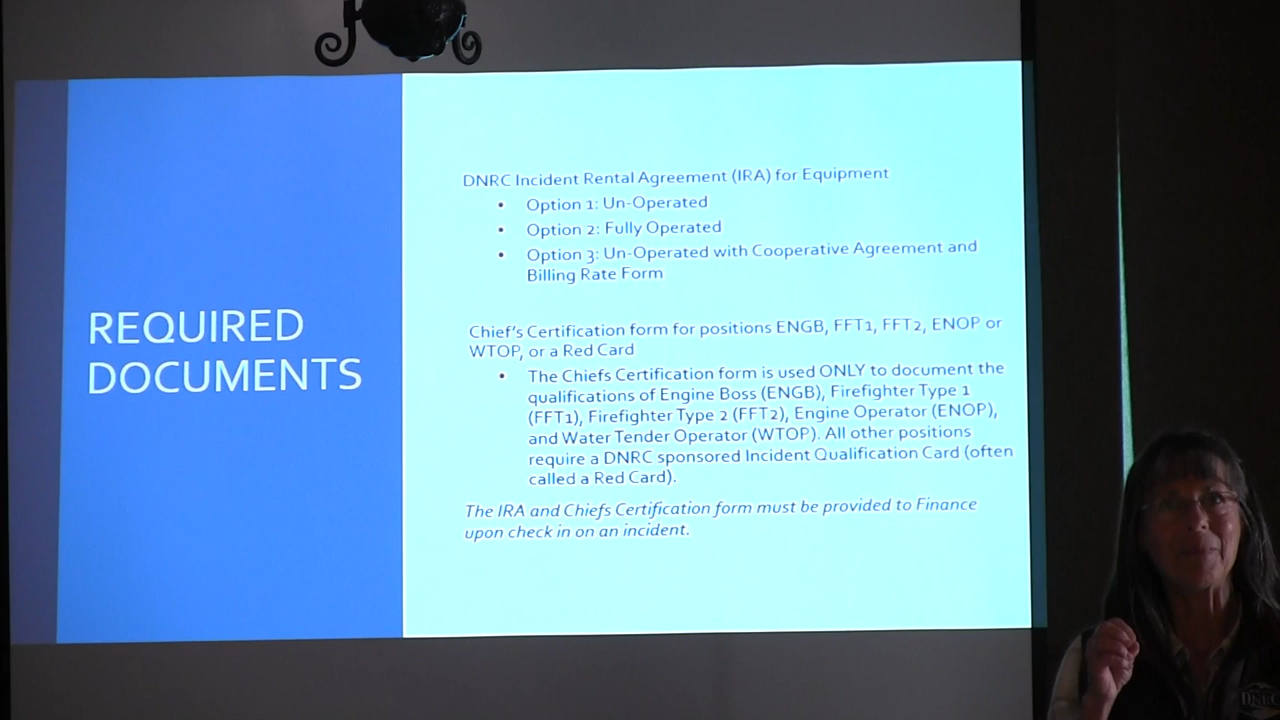 REQUIRED
DOCUMENTS
DNRC Incident Rental Agreement (IRA) for Equipment
• Option 1: Un-Operated
• Option 2: Fully Operated
• Option 3: Un-Operated with Cooperative Agreement and
Billing Rate Form
Chief's Certification form for positions ENGB, FFT1, FFT2, ENOP or
WTOP, or a Red Card
• The Chiefs Certification form is used ONLY to document the
qualifications of Engine Boss (ENGB), Firefighter Type 1
(FFT1), Firefighter Type 2 (FFT2), Engine Operator (ENOP),
and Water Tender Operator (WTOP). All other positions
require a DNRC sponsored Incident Qualification Card (often
called a Red Card).
The IRA and Chiefs Certification form must be provided to Finance
upon check in on an incident.
DNRC